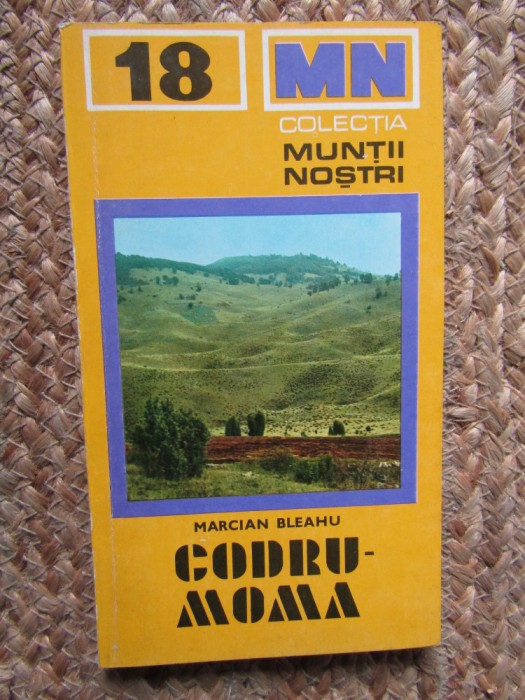 18
MN
COLECȚIA
MUNȚII
NOȘTRI
MARCIAN BLEAHU
CODRU-
MOMA